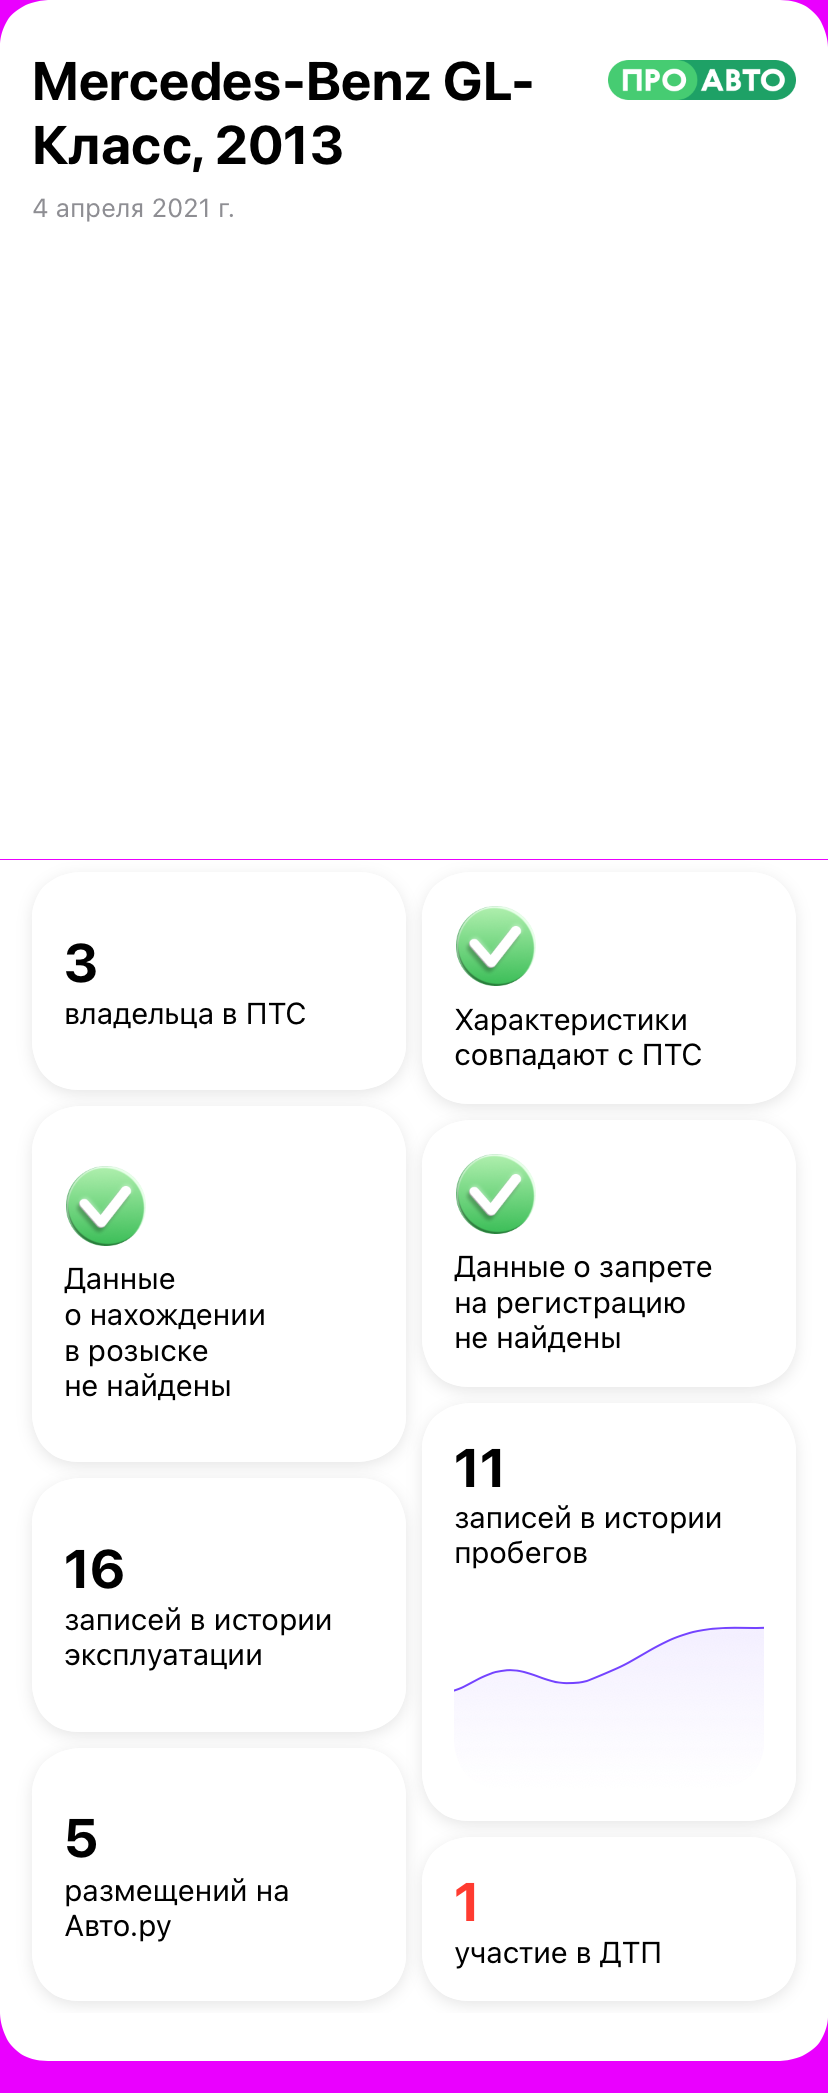 Mercedes-Benz GL-
Класс, 2013
ПРО АВТО
4 апреля 2021 г.
3
владельца в ПТС
Характеристики
совпадают с ПТС
Данные
о нахождении
в розыске
не найдены
Данные о запрете
на регистрацию
не найдены
16
записей в истории
эксплуатации
11
записей в истории
пробегов
5
размещений на
Авто.ру
1
участие в ДТП